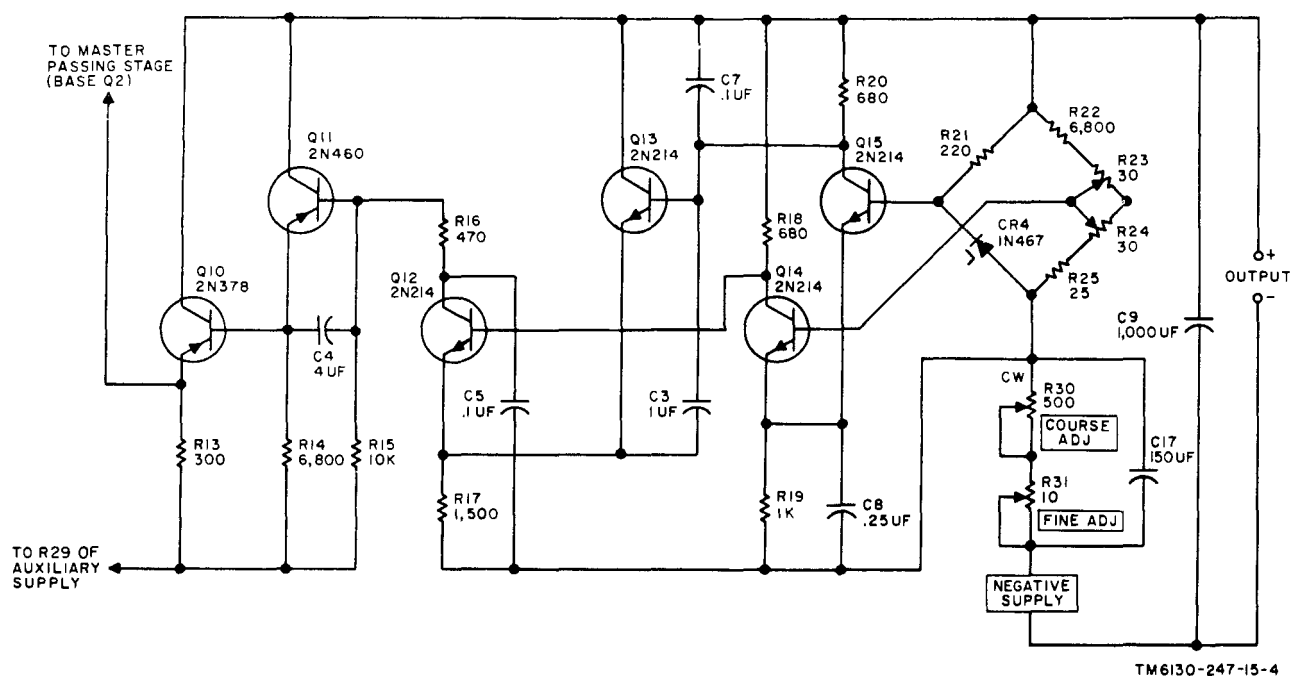 TO MASTER
PASSING STAGE
(BASE Q2)
Q11
2N460
Q10
2N378
C4
4UF
R13
300
R14
6,800
R15
10K
TO R29 OF
AUXILIARY
SUPPLY
R16
470
Q12
2N214
C5
.1UF
R17
1,500
Q13
2N214
C7
.1UF
C3
1UF
R18
680
Q14
2N214
R19
1K
C8
.25UF
R20
680
Q15
2N214
R21
220
R22
6,800
R23
30
R24
30
CR4
1N467
R25
25
CW
R30
500
COURSE
ADJ
R31
10
FINE ADJ
C17
150UF
NEGATIVE
SUPPLY
C9
1,000UF
+
OUTPUT
-
TM6130-247-15-4